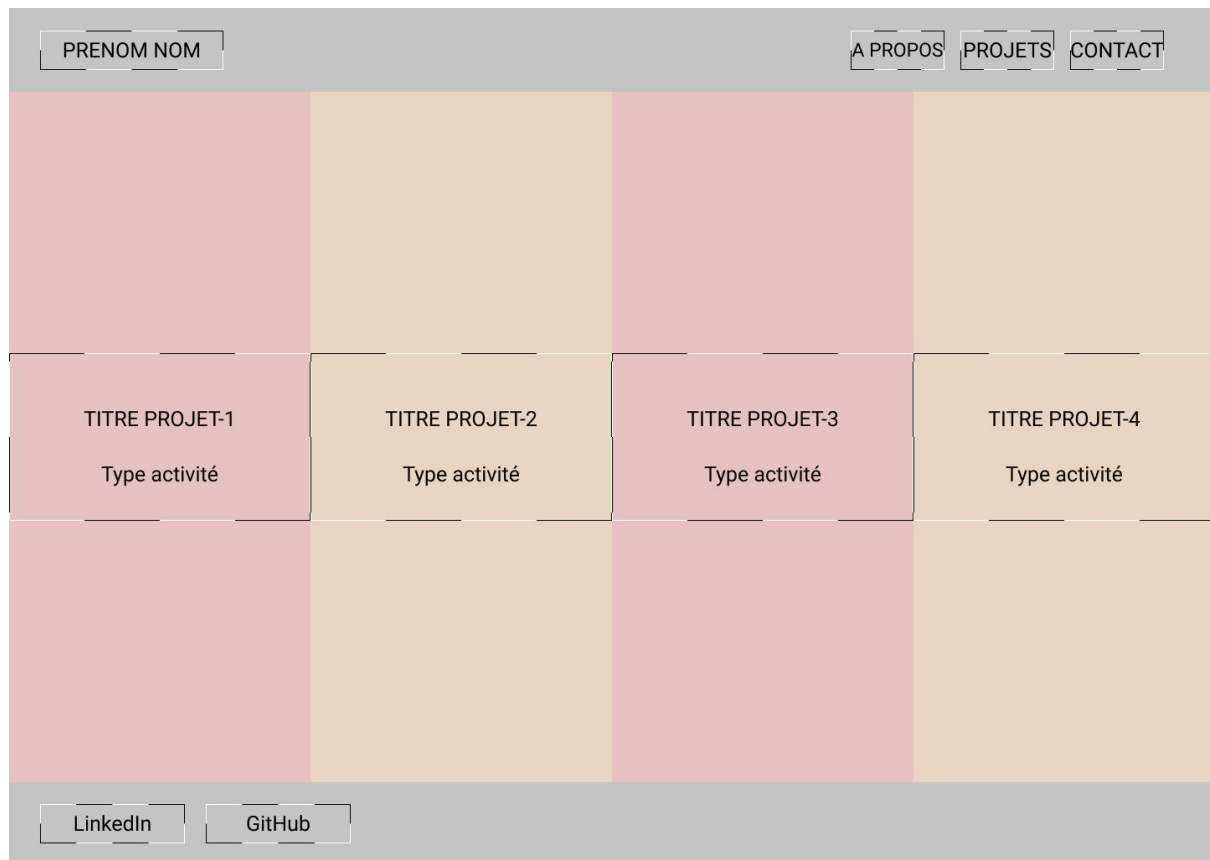 PRENOM NOM
A PROPOS PROJETS CONTACT
TITRE PROJET-1
Type activité
TITRE PROJET-2
Type activité
TITRE PROJET-3
Type activité
TITRE PROJET-4
Type activité
LinkedIn GitHub